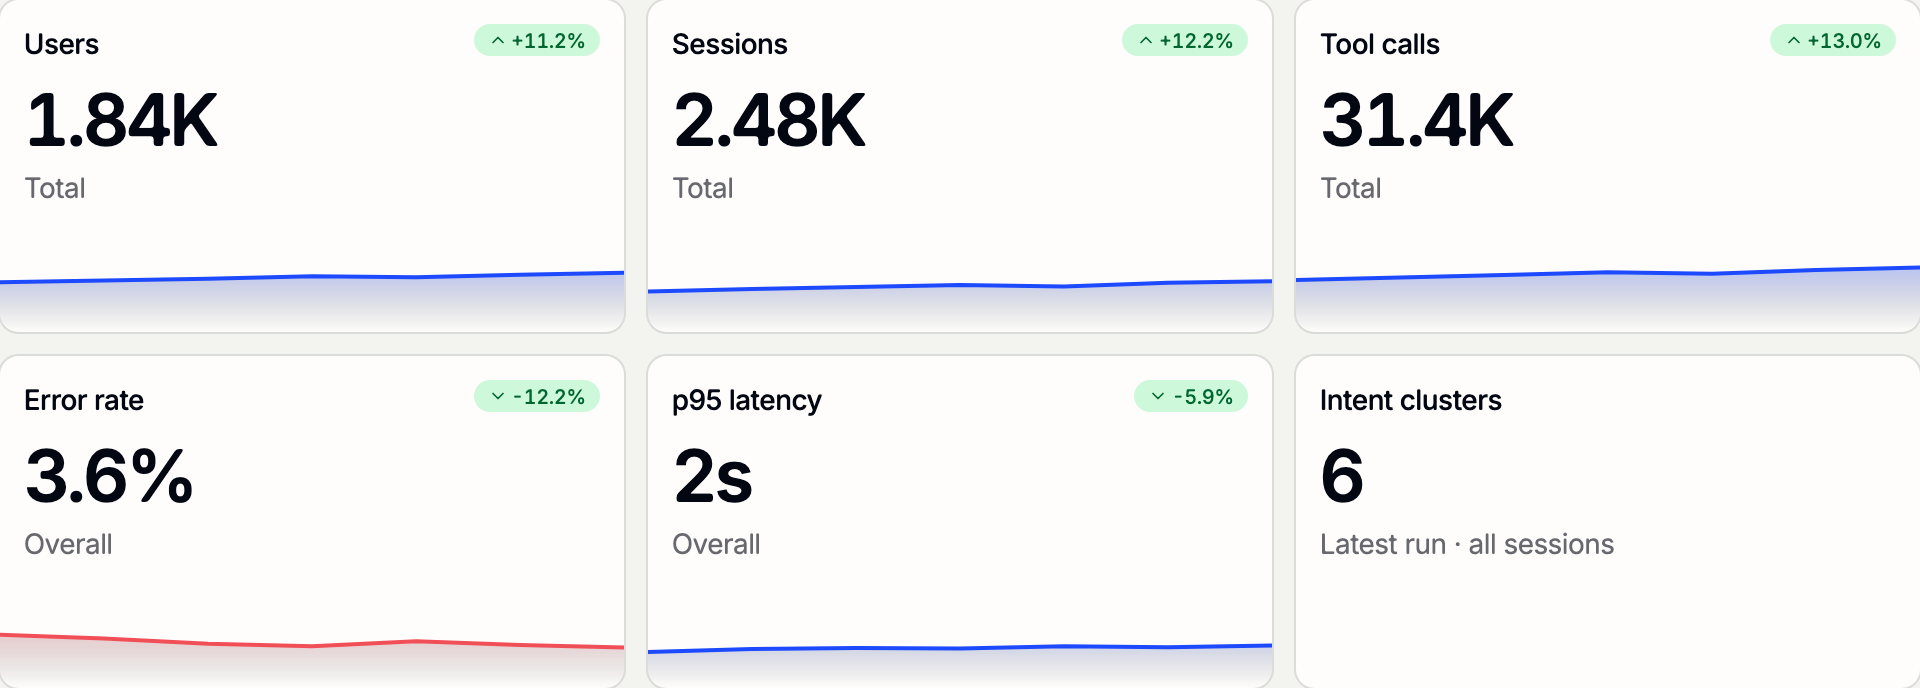 Users
+11.2%
1.84K
Total
Sessions
+12.2%
2.48K
Total
Tool calls
+13.0%
31.4K
Total
Error rate
-12.2%
3.6%
Overall
p95 latency
-5.9%
2s
Overall
Intent clusters
6
Latest run · all sessions